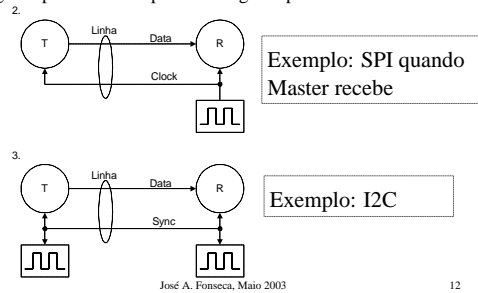 2.
Linha
T
Data
R
Clock
Exemplo: SPI quando
Master recebe
3.
Linha
T
Data
R
Sync
Exemplo: I2C
José A. Fonseca, Maio 2003
12